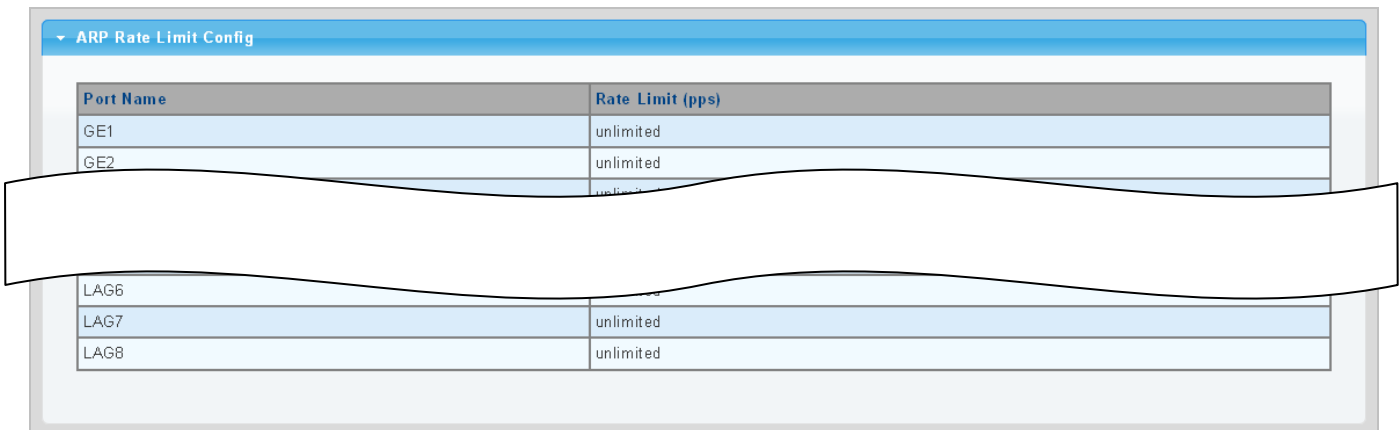 ARP Rate Limit Config
Port Name Rate Limit (pps)
GE1 unlimited
GE2 unlimited
LAG6
LAG7 unlimited
LAG8 unlimited